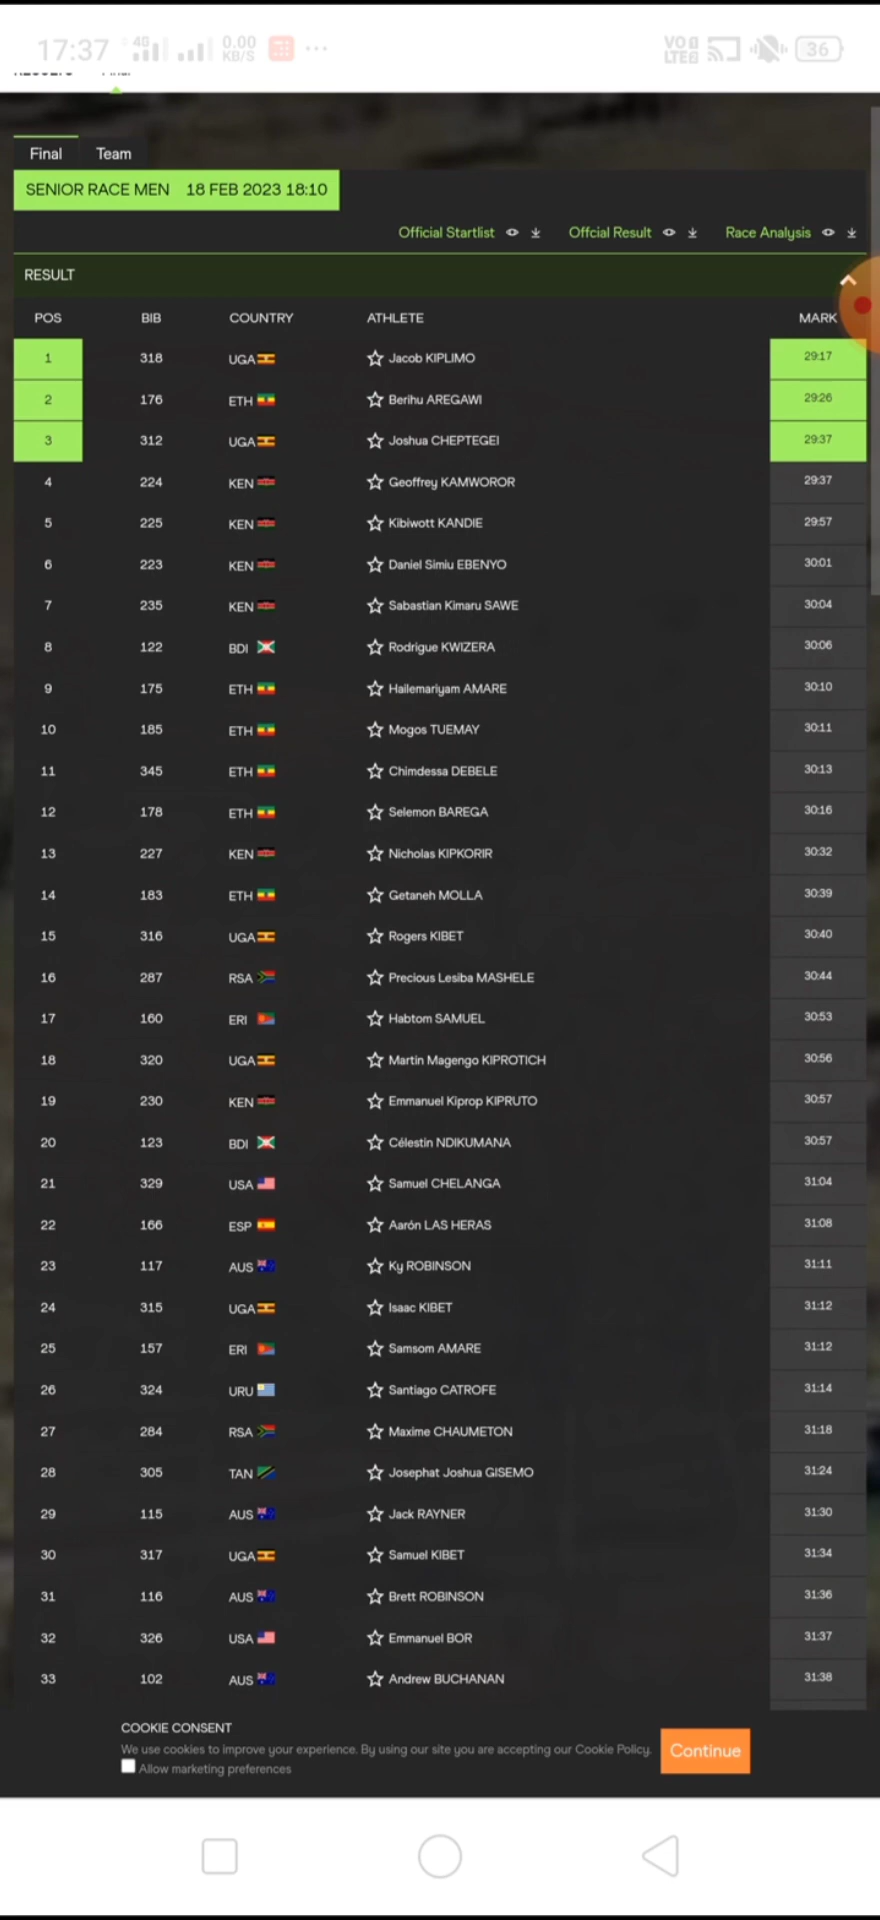 17:37 4G 0.00 KB/S VO LTE 36
Final Team
SENIOR RACE MEN 18 FEB 2023 18:10
Official Startlist Offcial Result Race Analysis
RESULT
POS BIB COUNTRY ATHLETE MARK
1 318 UGA Jacob KIPLIMO 29:17
2 176 ETH Berihu AREGAWI 29:26
3 312 UGA Joshua CHEPTEGEI 29:37
4 224 KEN Geoffrey KAMWOROR 29:37
5 225 KEN Kibiwott KANDIE 29:57
6 223 KEN Daniel Simiu EBENYO 30:01
7 235 KEN Sabastian Kimaru SAWE 30:04
8 122 BDI Rodrigue KWIZERA 30:06
9 175 ETH Hailemariyam AMARE 30:10
10 185 ETH Mogos TUEMAY 30:11
11 345 ETH Chimdessa DEBELE 30:13
12 178 ETH Selemon BAREGA 30:16
13 227 KEN Nicholas KIPKORIR 30:32
14 183 ETH Getaneh MOLLA 30:39
15 316 UGA Rogers KIBET 30:40
16 287 RSA Precious Lesiba MASHELE 30:44
17 160 ERI Habtom SAMUEL 30:53
18 320 UGA Martin Magengo KIPROTICH 30:56
19 230 KEN Emmanuel Kiprop KIPRUTO 30:57
20 123 BDI Célestin NDIKUMANA 30:57
21 329 USA Samuel CHELANGA 31:04
22 166 ESP Aarón LAS HERAS 31:08
23 117 AUS Ky ROBINSON 31:11
24 315 UGA Isaac KIBET 31:12
25 157 ERI Samsom AMARE 31:12
26 324 URU Santiago CATROFE 31:14
27 284 RSA Maxime CHAUMETON 31:18
28 305 TAN Josephat Joshua GISEMO 31:24
29 115 AUS Jack RAYNER 31:30
30 317 UGA Samuel KIBET 31:34
31 116 AUS Brett ROBINSON 31:36
32 326 USA Emmanuel BOR 31:37
33 102 AUS Andrew BUCHANAN 31:38
COOKIE CONSENT
We use cookies to improve your experience. By using our site you are accepting our Cookie Policy.
Allow marketing preferences
Continue